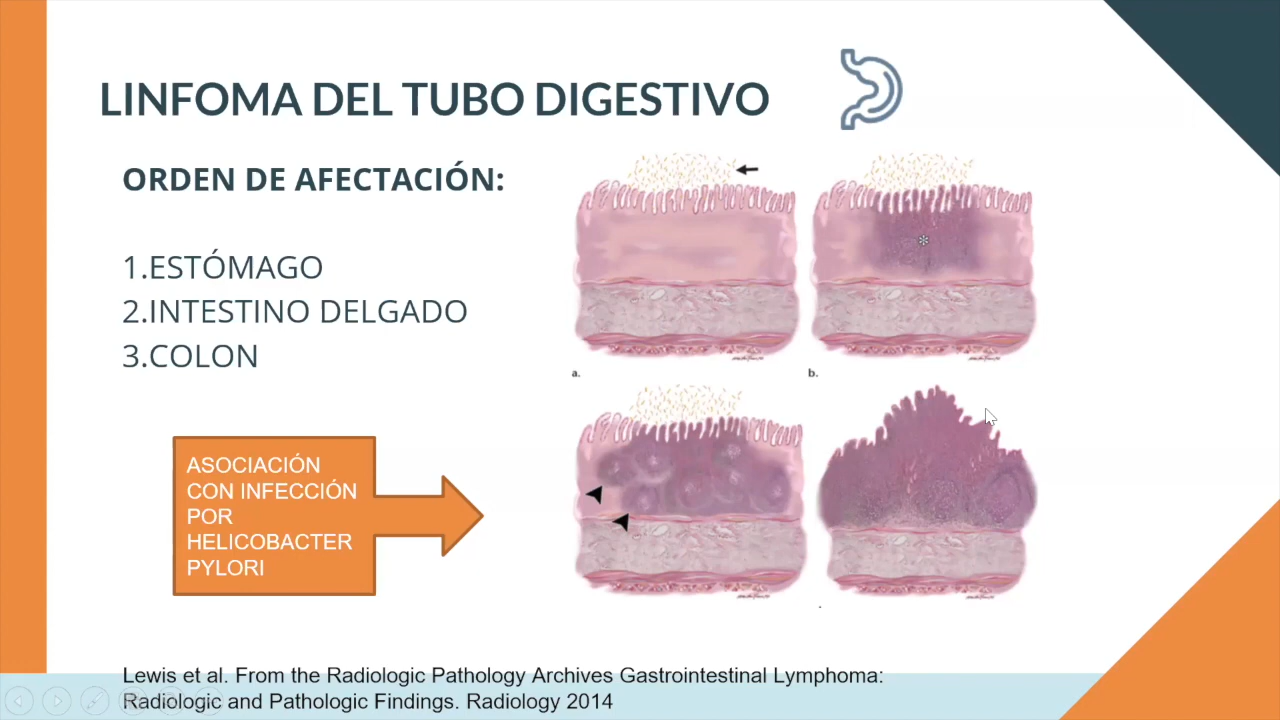 LINFOMA DEL TUBO DIGESTIVO
ORDEN DE AFECTACIÓN:
1.ESTÓMAGO
2.INTESTINO DELGADO
3.COLON
ASOCIACIÓN
CON INFECCIÓN
POR
HELICOBACTER
PYLORI
*
a.
b.
Lewis et al. From the Radiologic Pathology Archives Gastrointestinal Lymphoma:
Radiologic and Pathologic Findings. Radiology 2014